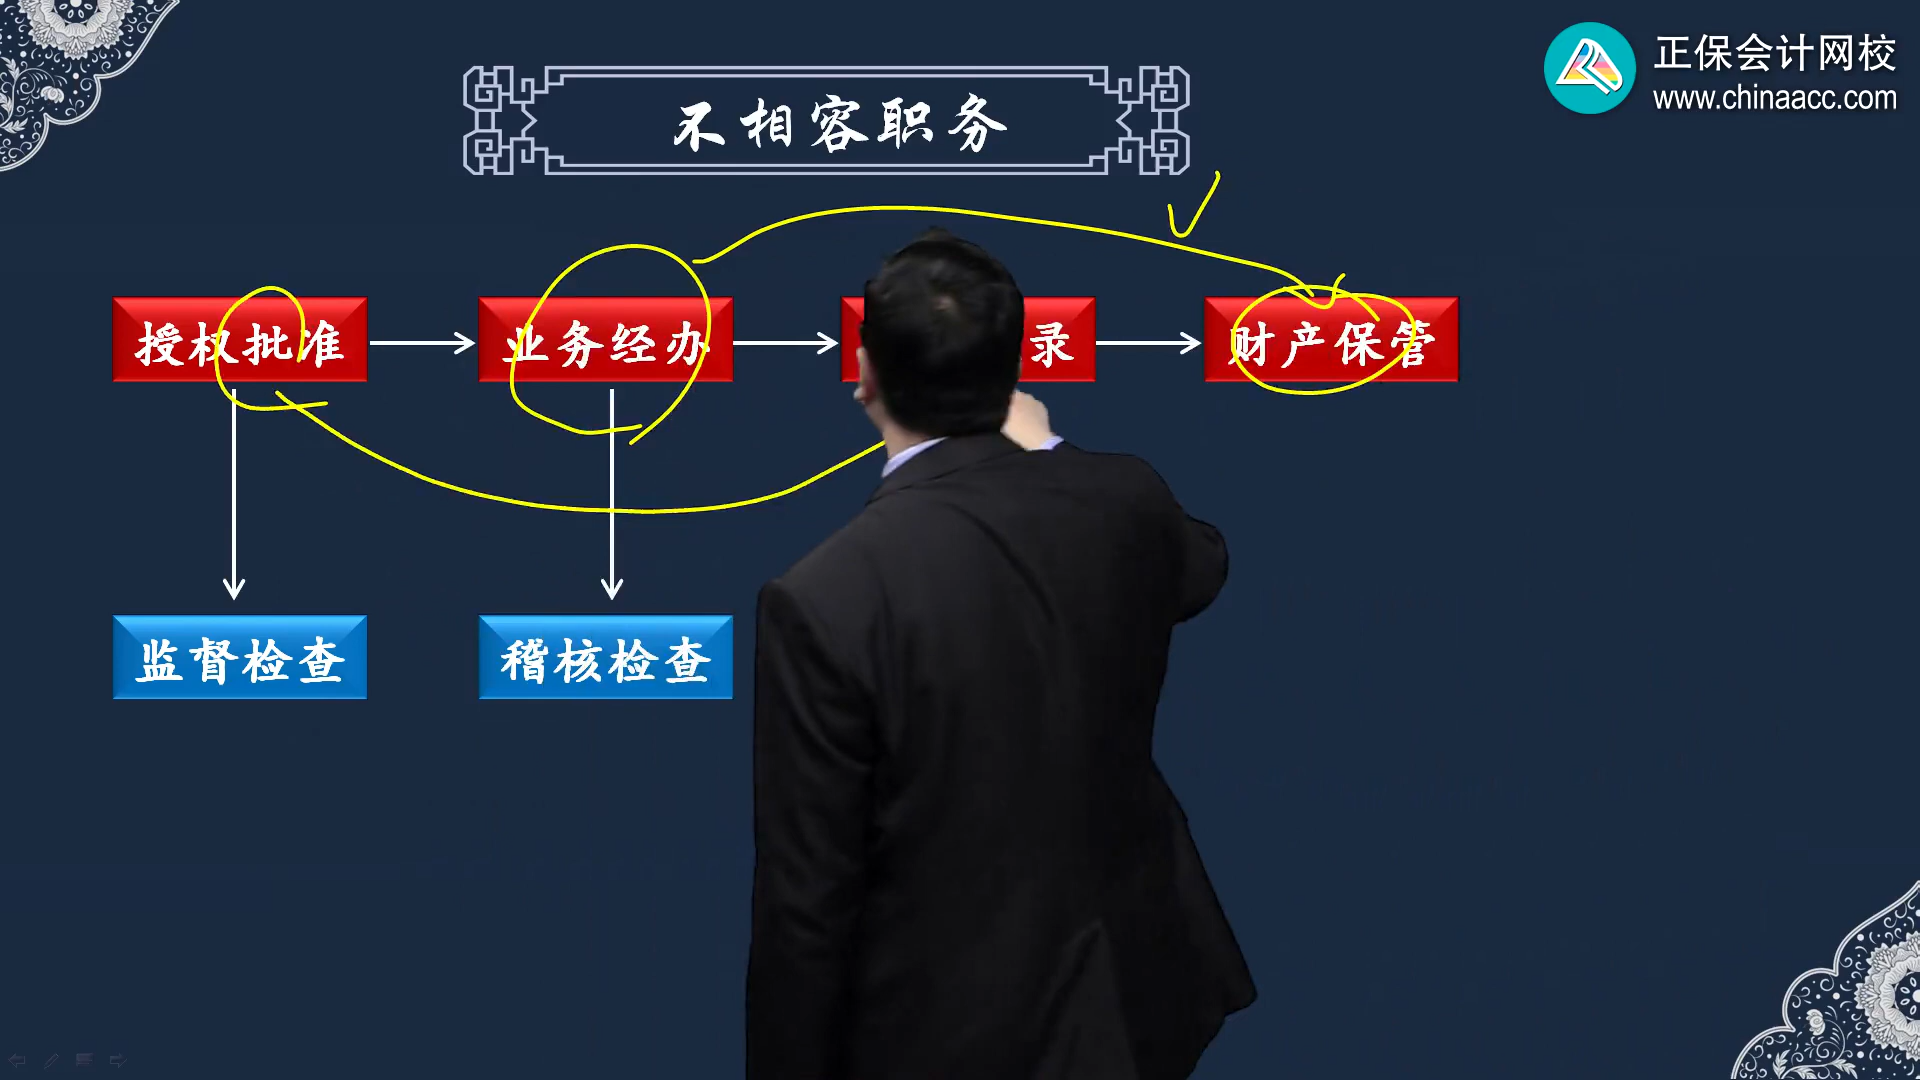 正保会计网校
www.chinaacc.com
不相容职务
授权批准
业务经办
录
财产保管
监督检查
稽核检查